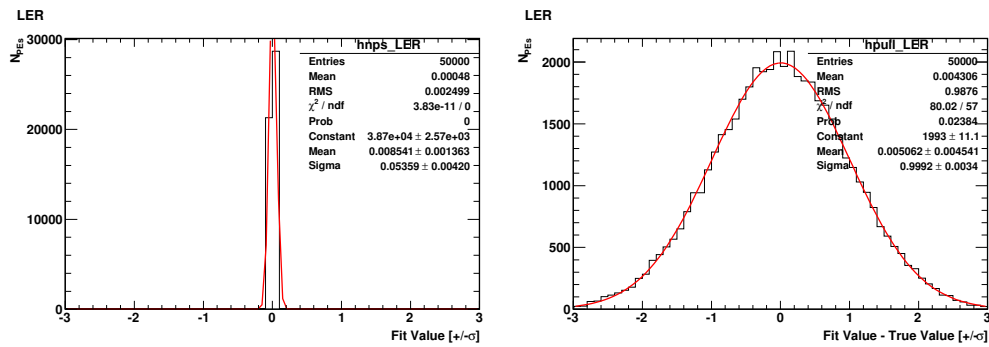 LER
N_PEs
30000
20000
10000
0
-3 -2 -1 0 1 2 3
Fit Value [+/-σ]
hnps_LER
Entries 50000
Mean 0.00048
RMS 0.002499
χ² / ndf 3.83e-11 / 0
Prob 0
Constant 3.87e+04 ± 2.57e+03
Mean 0.008541 ± 0.001363
Sigma 0.05359 ± 0.00420
LER
N_PEs
2000
1500
1000
500
0
-3 -2 -1 0 1 2 3
Fit Value - True Value [+/-σ]
hpull_LER
Entries 50000
Mean 0.004306
RMS 0.9876
χ² / ndf 80.02 / 57
Prob 0.02384
Constant 1993 ± 11.1
Mean 0.005062 ± 0.004541
Sigma 0.9992 ± 0.0034